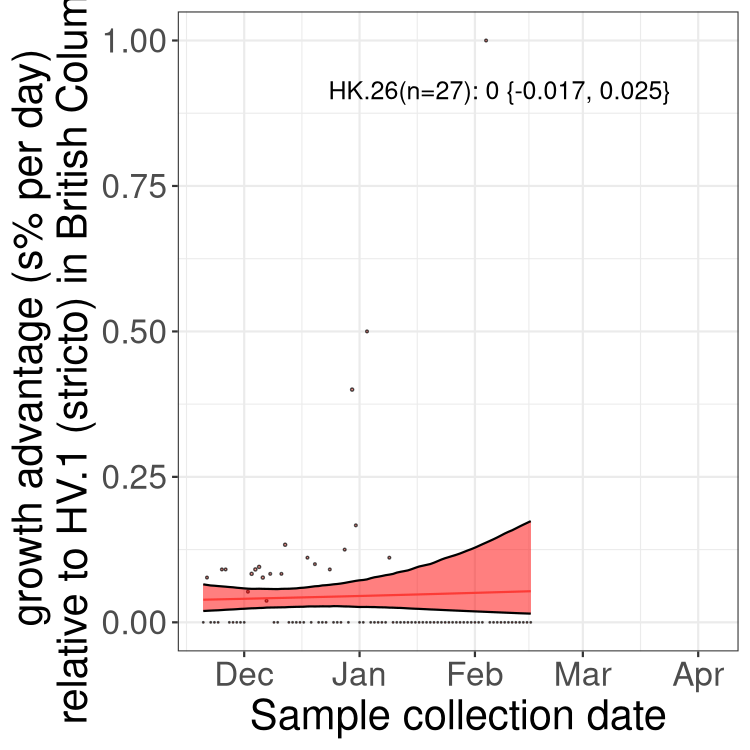 growth advantage (s% per day)
relative to HV.1 (stricto) in British Colum
1.00
0.75
0.50
0.25
0.00
HK.26(n=27): 0 {-0.017, 0.025}
Dec Jan Feb Mar Apr
Sample collection date